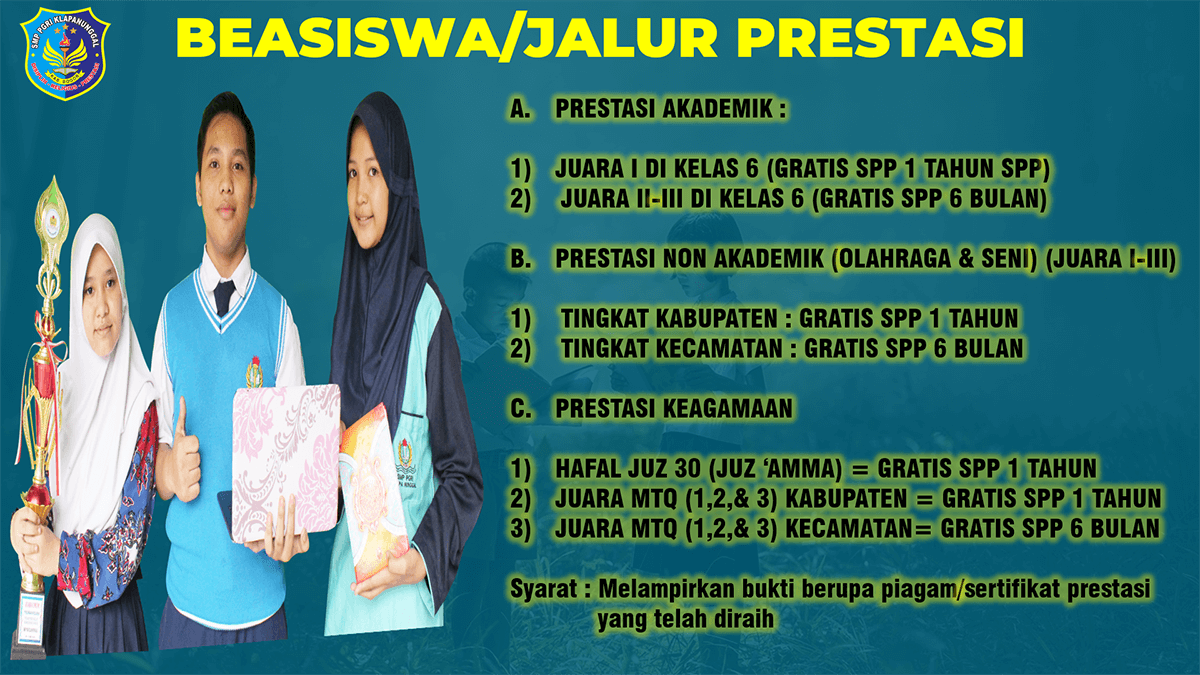 SMP PGRI KLAPANUNGGAL
KAB. BOGOR
BEASISWA/JALUR PRESTASI
A. PRESTASI AKADEMIK :
1) JUARA I DI KELAS 6 (GRATIS SPP 1 TAHUN SPP)
2) JUARA II-III DI KELAS 6 (GRATIS SPP 6 BULAN)
B. PRESTASI NON AKADEMIK (OLAHRAGA & SENI) (JUARA I-III)
1) TINGKAT KABUPATEN : GRATIS SPP 1 TAHUN
2) TINGKAT KECAMATAN : GRATIS SPP 6 BULAN
C. PRESTASI KEAGAMAAN
1) HAFAL JUZ 30 (JUZ ‘AMMA) = GRATIS SPP 1 TAHUN
2) JUARA MTQ (1,2,& 3) KABUPATEN = GRATIS SPP 1 TAHUN
3) JUARA MTQ (1,2,& 3) KECAMATAN= GRATIS SPP 6 BULAN
Syarat : Melampirkan bukti berupa piagam/sertifikat prestasi
yang telah diraih
SMP PGRI